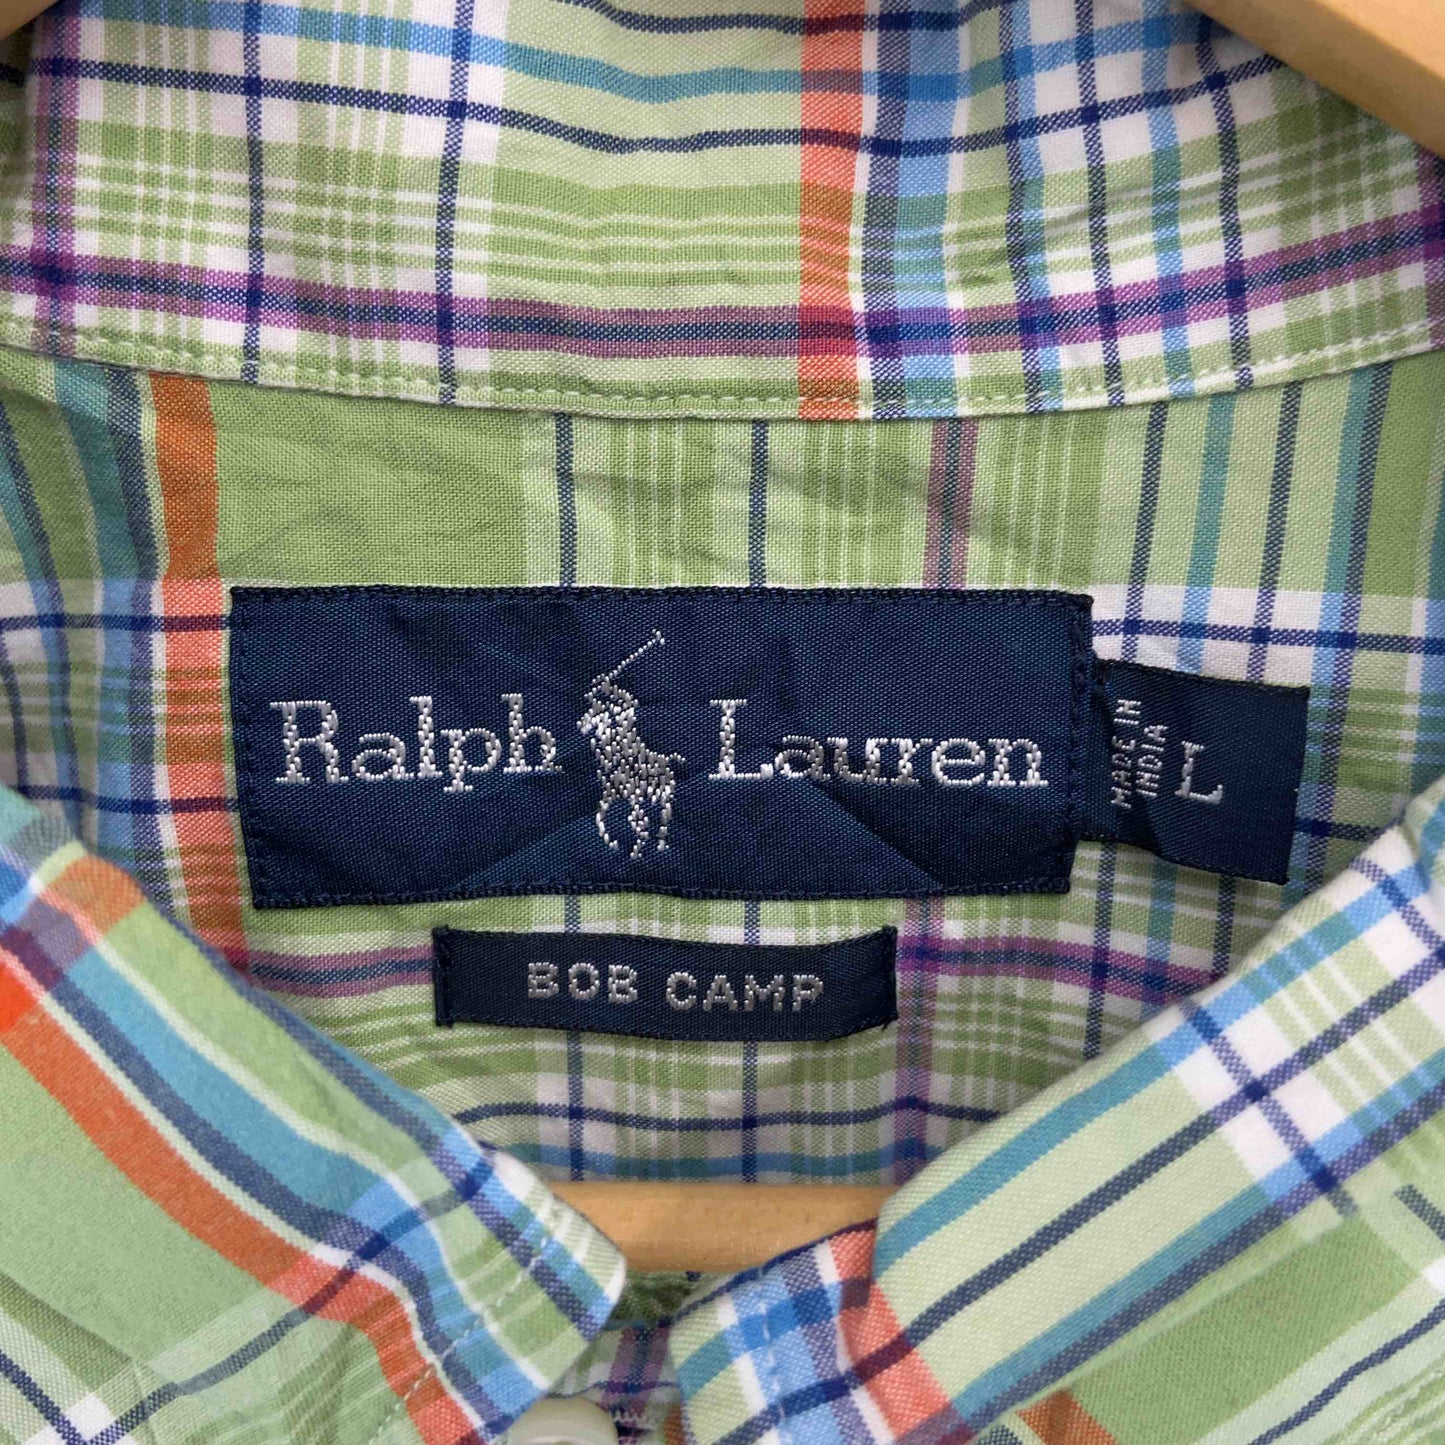 Ralph Lauren
MADE IN
INDIA
L
BOB CAMP